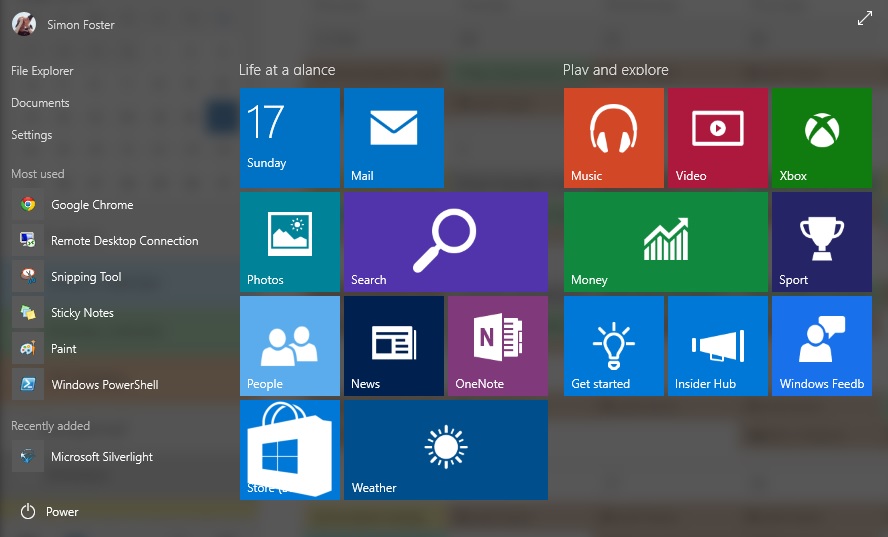 Simon Foster
File Explorer
Documents
Settings
Most used
Google Chrome
Remote Desktop Connection
Snipping Tool
Sticky Notes
Paint
Windows PowerShell
Recently added
Microsoft Silverlight
Power
Life at a glance
17
Sunday
Mail
Photos
Search
People
News
OneNote
N
Store
Weather
Play and explore
Music
Video
Xbox
Money
Sport
Get started
Insider Hub
Windows Feedb